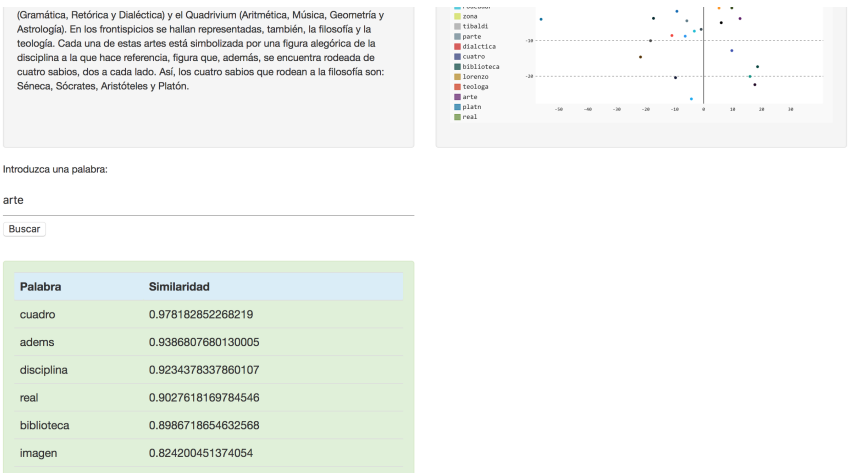 (Gramática, Retórica y Dialéctica) y el Quadrivium (Aritmética, Música, Geometría y
Astrología). En los frontispicios se hallan representadas, también, la filosofía y la
teología. Cada una de estas artes está simbolizada por una figura alegórica de la
disciplina a la que hace referencia, figura que, además, se encuentra rodeada de
cuatro sabios, dos a cada lado. Así, los cuatro sabios que rodean a la filosofía son:
Séneca, Sócrates, Aristóteles y Platón.
zona
tibaldi
parte
dialctica
cuatro
biblioteca
lorenzo
teologa
arte
platn
real
-10
-20
-50 -40 -30 -20 -10 0 10 20 30
Introduzca una palabra:
arte
Buscar
Palabra Similaridad
cuadro 0.978182852268219
adems 0.9386807680130005
disciplina 0.9234378337860107
real 0.9027618169784546
biblioteca 0.8986718654632568
imagen 0.824200451374054